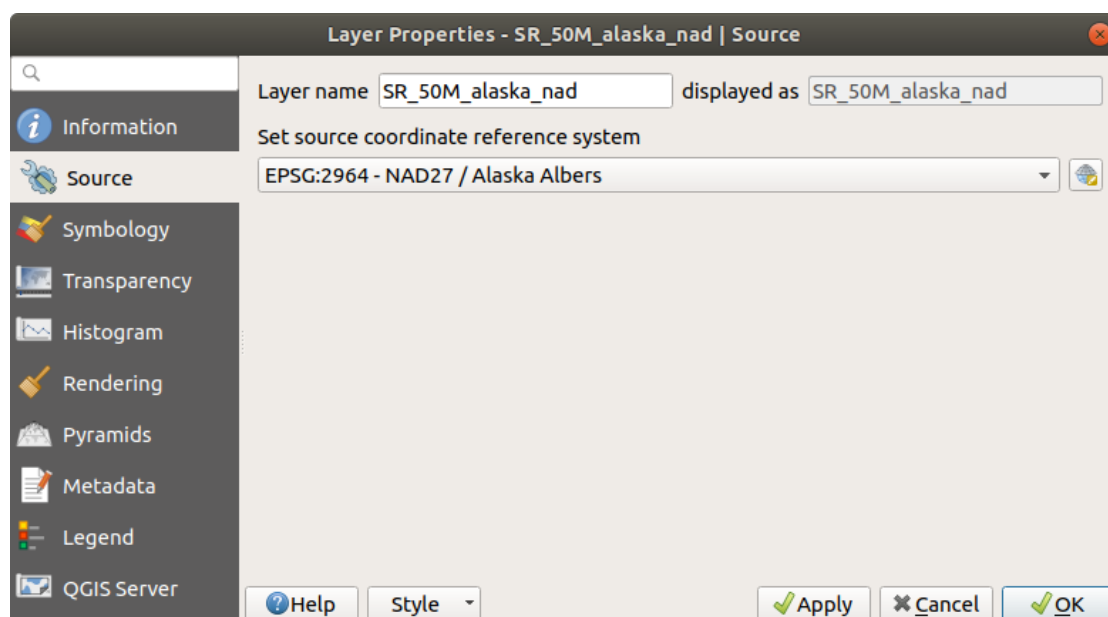 Layer Properties - SR_50M_alaska_nad | Source
Layer name SR_50M_alaska_nad displayed as SR_50M_alaska_nad
Set source coordinate reference system
EPSG:2964 - NAD27 / Alaska Albers
Information
Source
Symbology
Transparency
Histogram
Rendering
Pyramids
Metadata
Legend
QGIS Server
Help Style Apply Cancel OK